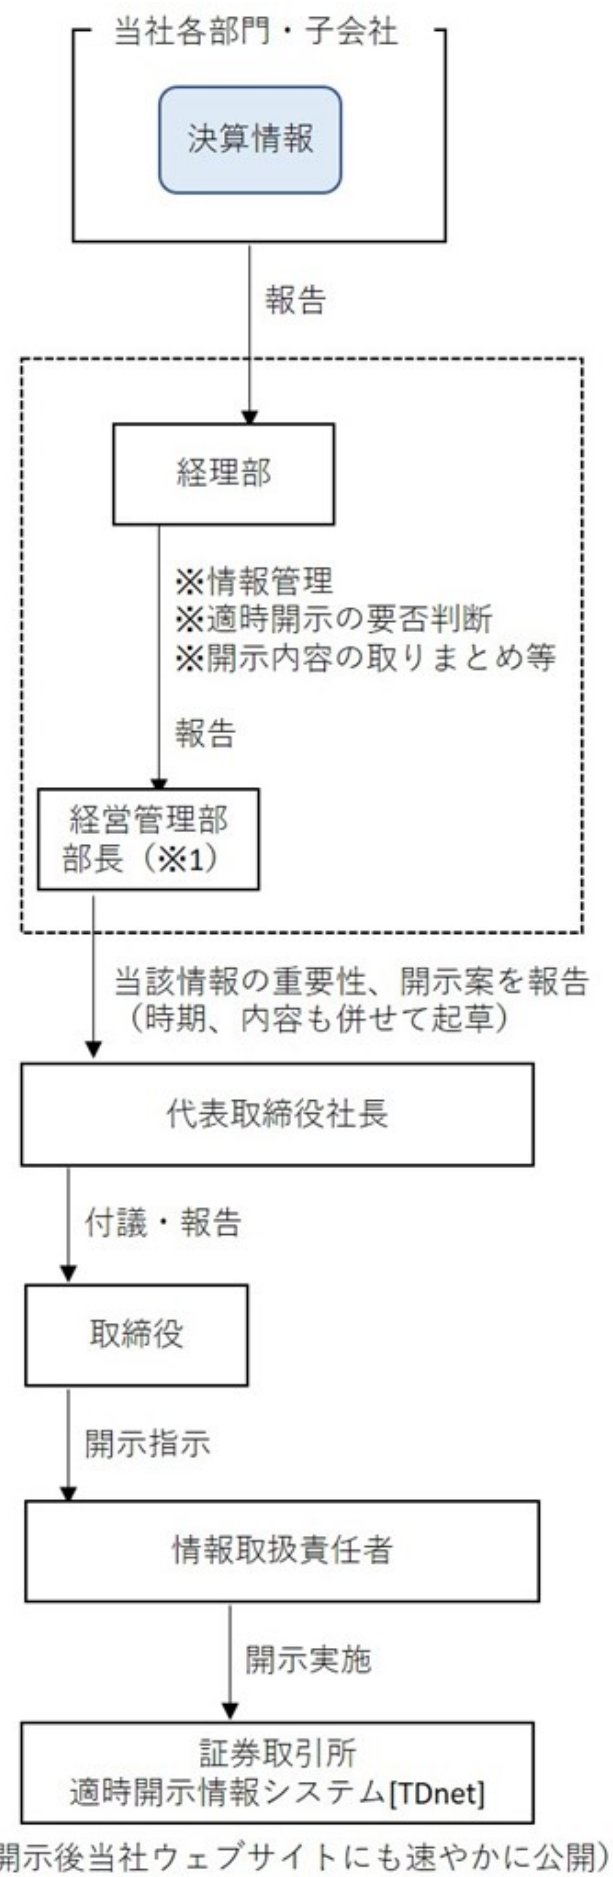 当社各部門・子会社
決算情報
報告
経理部
※情報管理
※適時開示の要否判断
※開示内容の取りまとめ等
報告
経営管理部
部長（※1）
当該情報の重要性、開示案を報告
（時期、内容も併せて起草）
代表取締役社長
付議・報告
取締役
開示指示
情報取扱責任者
開示実施
証券取引所
適時開示情報システム[TDnet]
開示後当社ウェブサイトにも速やかに公開）